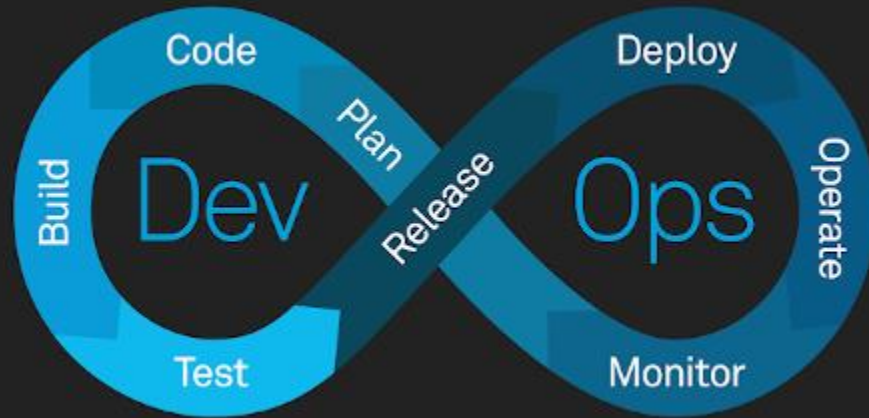 Code
Deploy
Plan
Build
Dev
Release
Ops
Operate
Test
Monitor